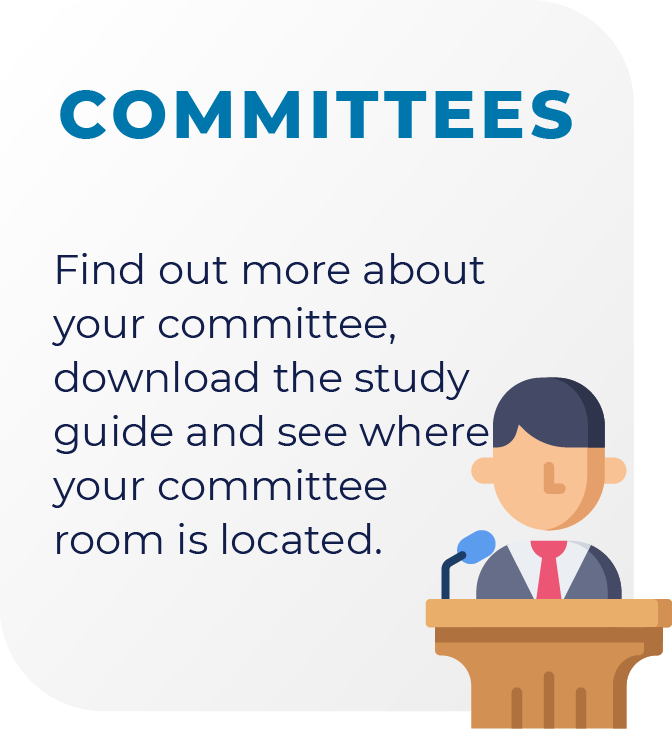 COMMITTEES
Find out more about
your committee,
download the study
guide and see where
your committee
room is located.